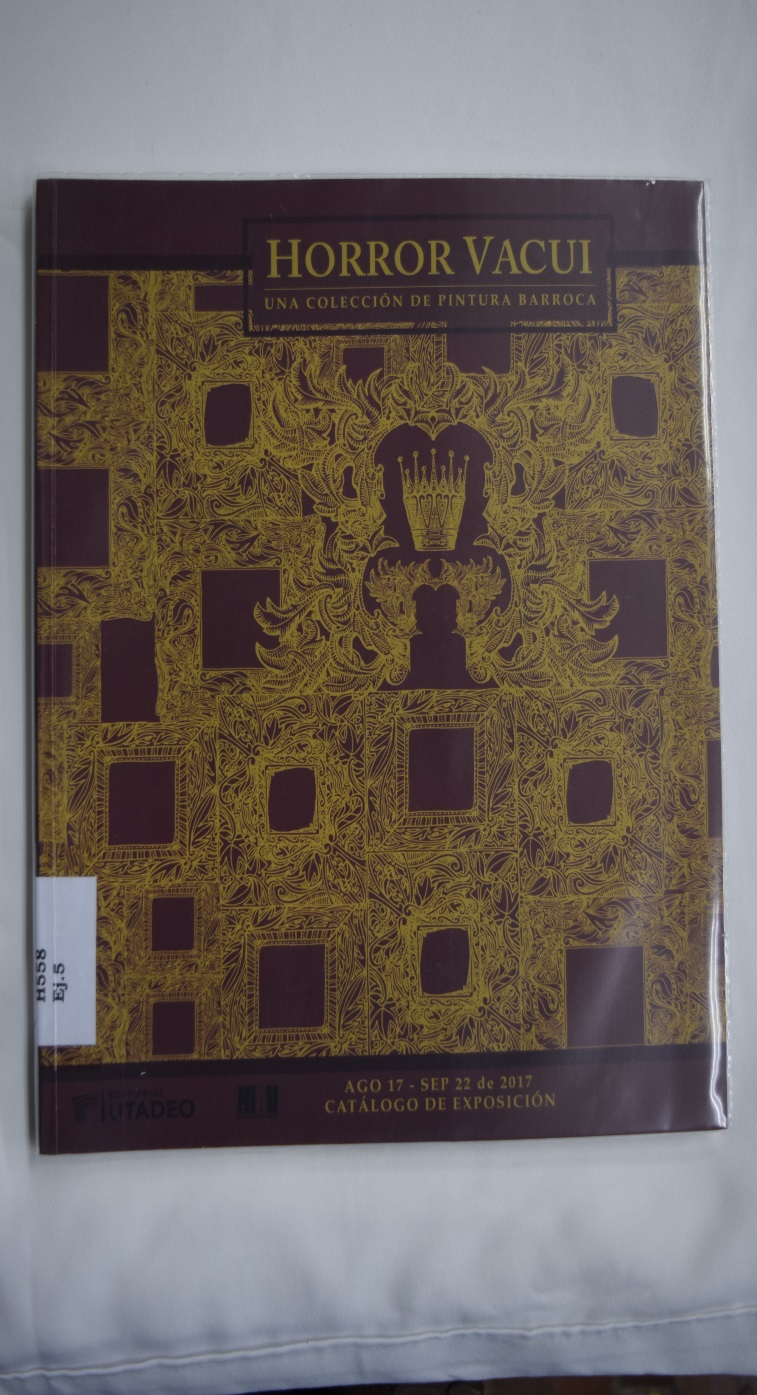 HORROR VACUI
UNA COLECCIÓN DE PINTURA BARROCA
H558
Ej.5
EDITORIAL
UTADEO
AGO 17 - SEP 22 de 2017
CATÁLOGO DE EXPOSICIÓN